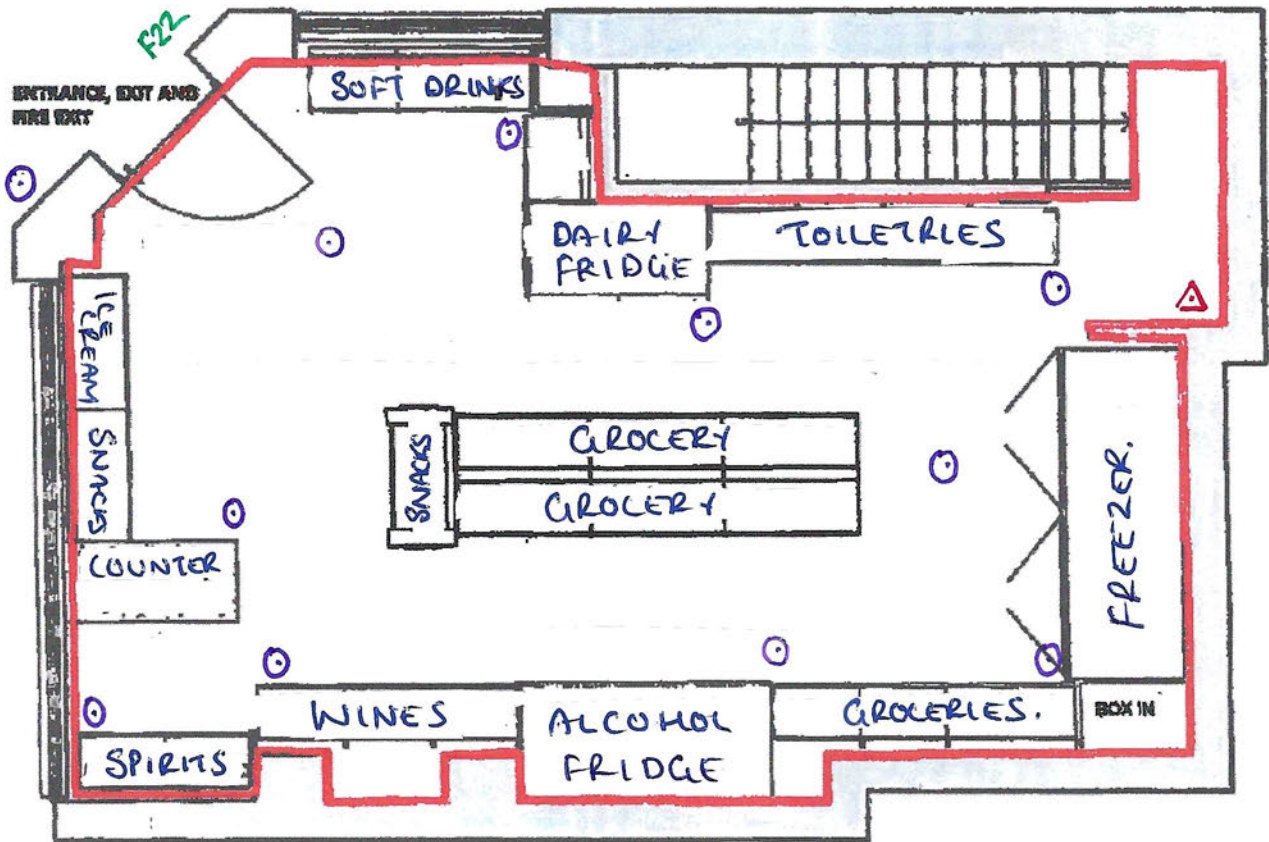 F22
ENTRANCE, EXIT AND
FIRE EXIT
SOFT DRINKS
DAIRY
FRIDGE
TOILETRIES
ICE
CREAM
SNACKS
COUNTER
SNACKS
GROCERY
GROCERY
FREEZER.
SPIRITS
WINES
ALCOHOL
FRIDGE
GROCERIES.
BOX IN